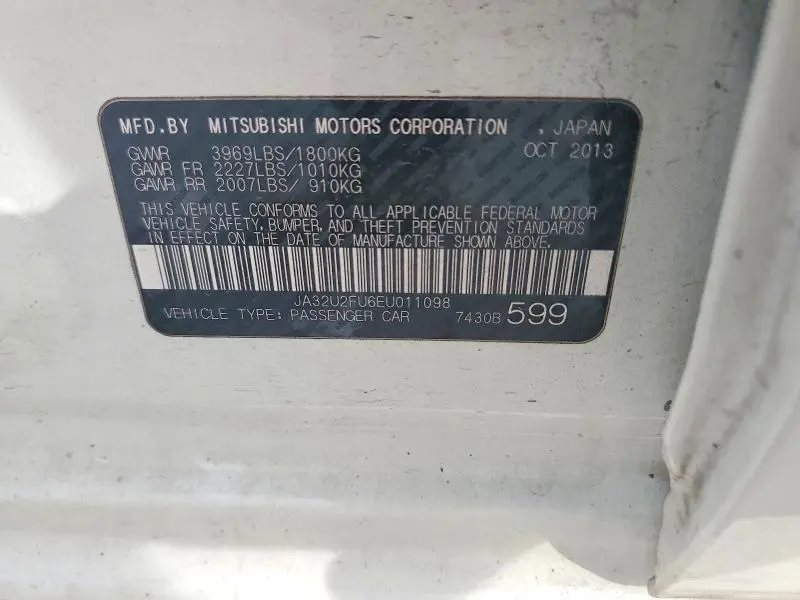 MFD.BY MITSUBISHI MOTORS CORPORATION , JAPAN
GVWR 3969LBS/1800KG OCT 2013
GAWR FR 2227LBS/1010KG
GAWR RR 2007LBS/ 910KG
THIS VEHICLE CONFORMS TO ALL APPLICABLE FEDERAL MOTOR
VEHICLE SAFETY, BUMPER, AND THEFT PREVENTION STANDARDS
IN EFFECT ON THE DATE OF MANUFACTURE SHOWN ABOVE.
JA32U2FU6EU011098
VEHICLE TYPE: PASSENGER CAR 7430B 599